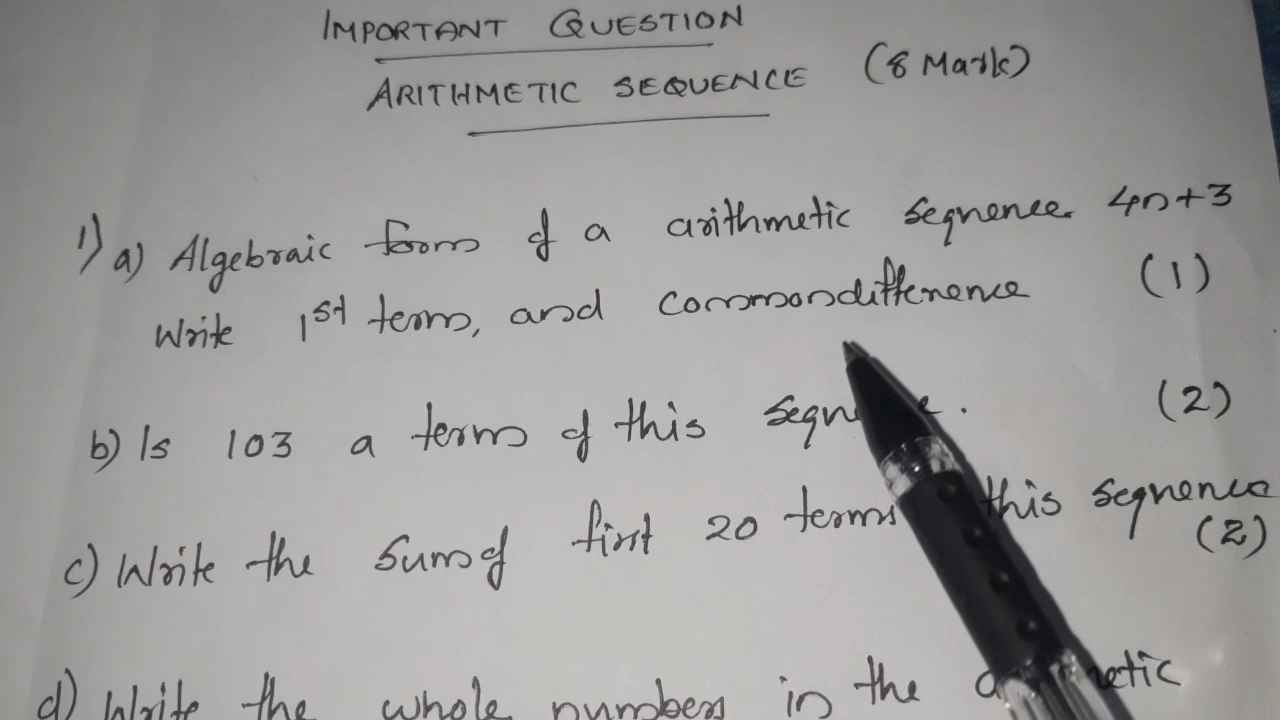 IMPORTANT QUESTION
ARITHMETIC SEQUENCE (8 Mark)
1) a) Algebraic form of a arithmetic sequence 4n+3
Write 1st term, and common difference (1)
b) Is 103 a term of this (2)
c) Write the sum of first 20 terms this sequence
(2)
d) Write the whole numbers in the